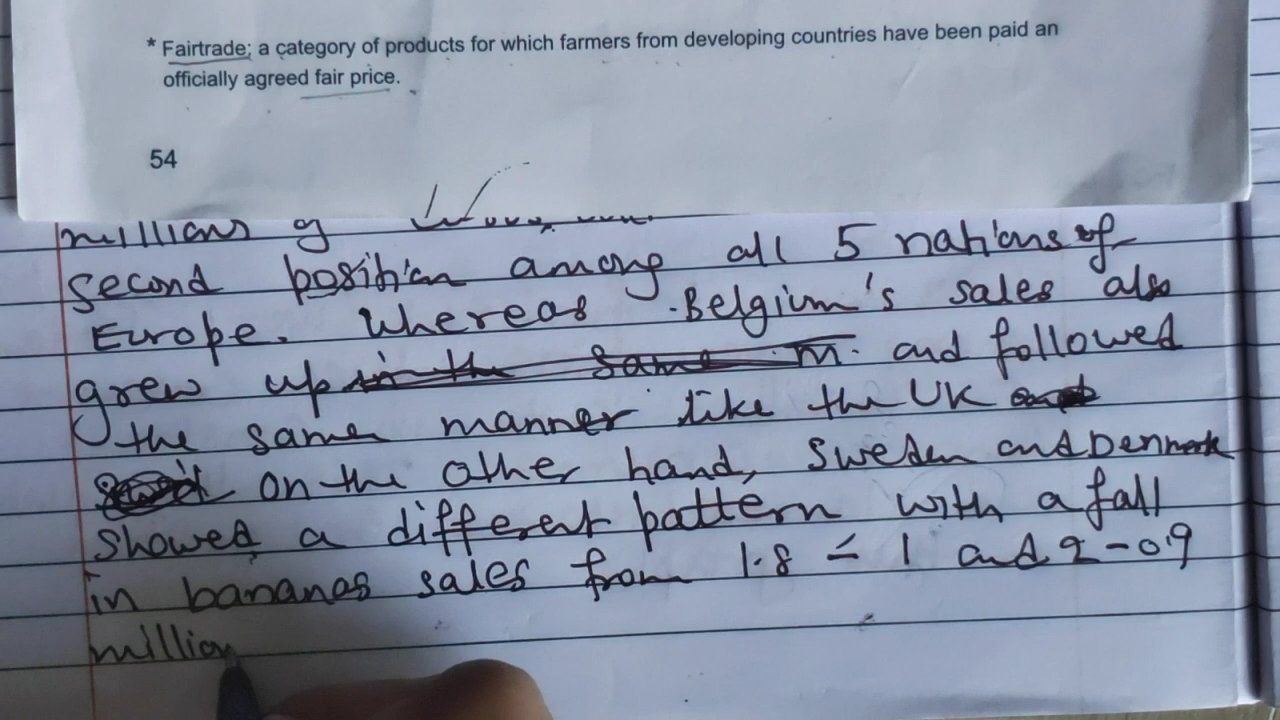 * Fairtrade; a category of products for which farmers from developing countries have been paid an
officially agreed fair price.
54
millions of
second position among all 5 nations of
Europe. Whereas Belgium's sales also
grew up and followed
the same manner like the UK
on the other hand, Sweden and Denmark
showed a different pattern with a fall
in bananas sales from 1.8 - 1 and 2-0.9
million